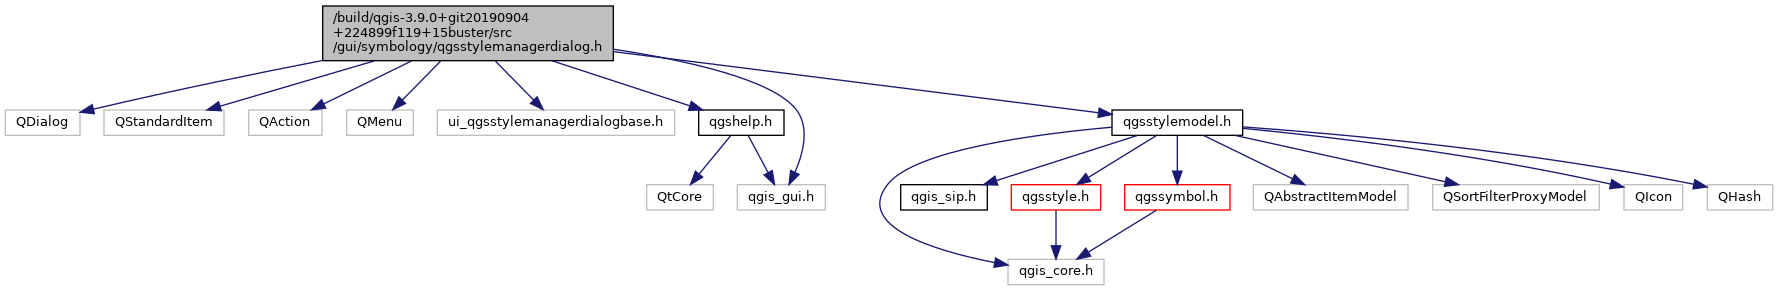 /build/qgis-3.9.0+git20190904
+224899f119+15buster/src
/gui/symbology/qgsstylemanagerdialog.h
QDialog
QStandardItem
QAction
QMenu
ui_qgsstylemanagerdialogbase.h
qgshelp.h
qgsstylemodel.h
QtCore
qgis_gui.h
qgis_sip.h
qgsstyle.h
qgssymbol.h
QAbstractItemModel
QSortFilterProxyModel
QIcon
QHash
qgis_core.h